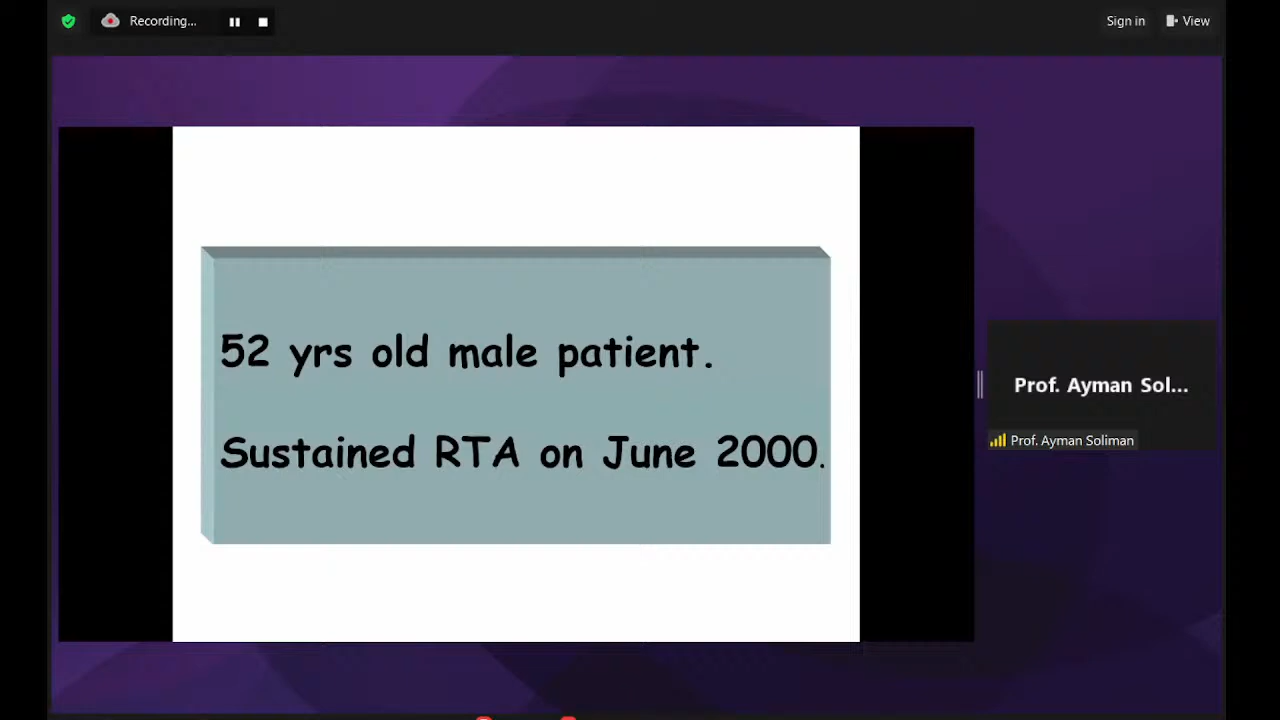 Recording...
Sign in
View
52 yrs old male patient.
Sustained RTA on June 2000.
Prof. Ayman Sol...
Prof. Ayman Soliman